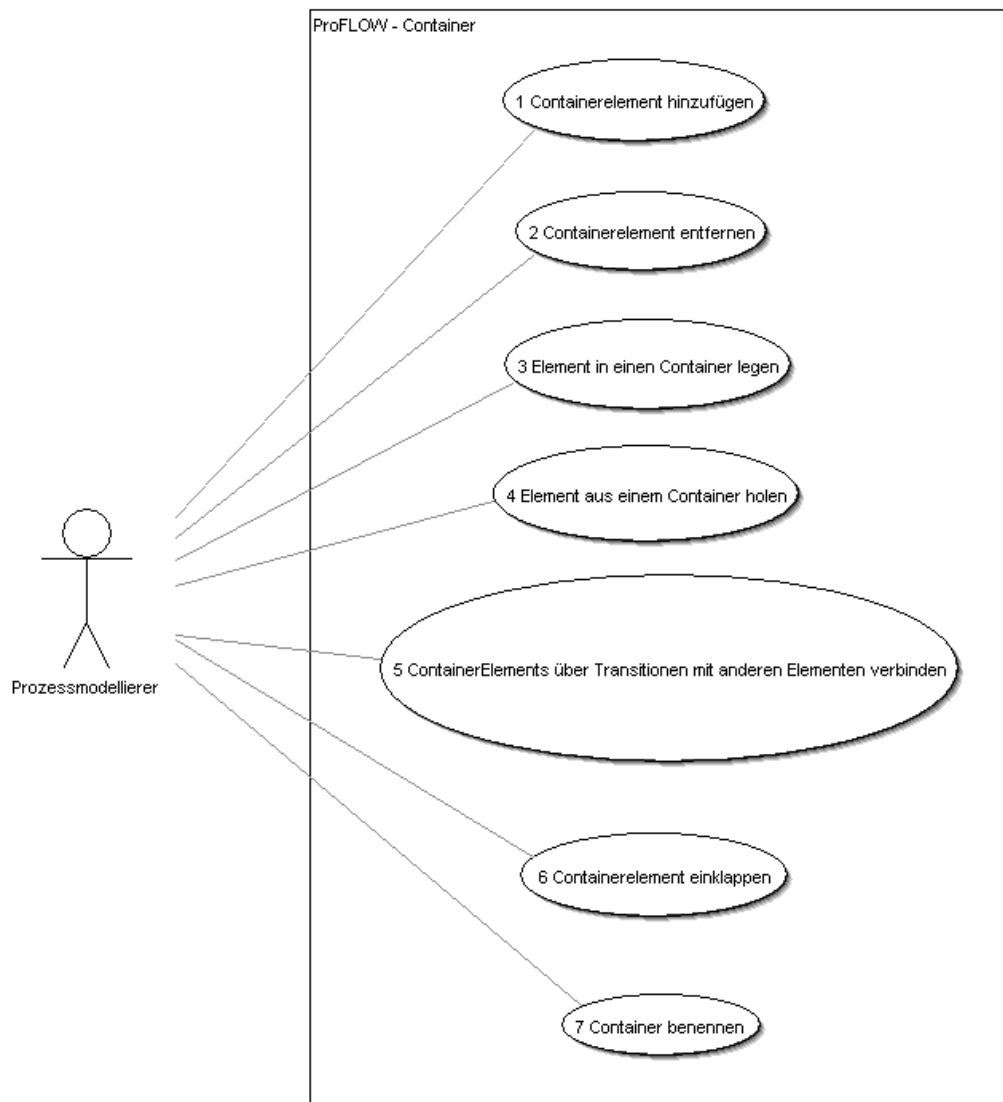 ProFLOW - Container
1 Containerelement hinzufügen
2 Containerelement entfernen
3 Element in einen Container legen
4 Element aus einem Container holen
5 ContainerElements über Transitionen mit anderen Elementen verbinden
Prozessmodellierer
6 Containerelement einklappen
7 Container benennen